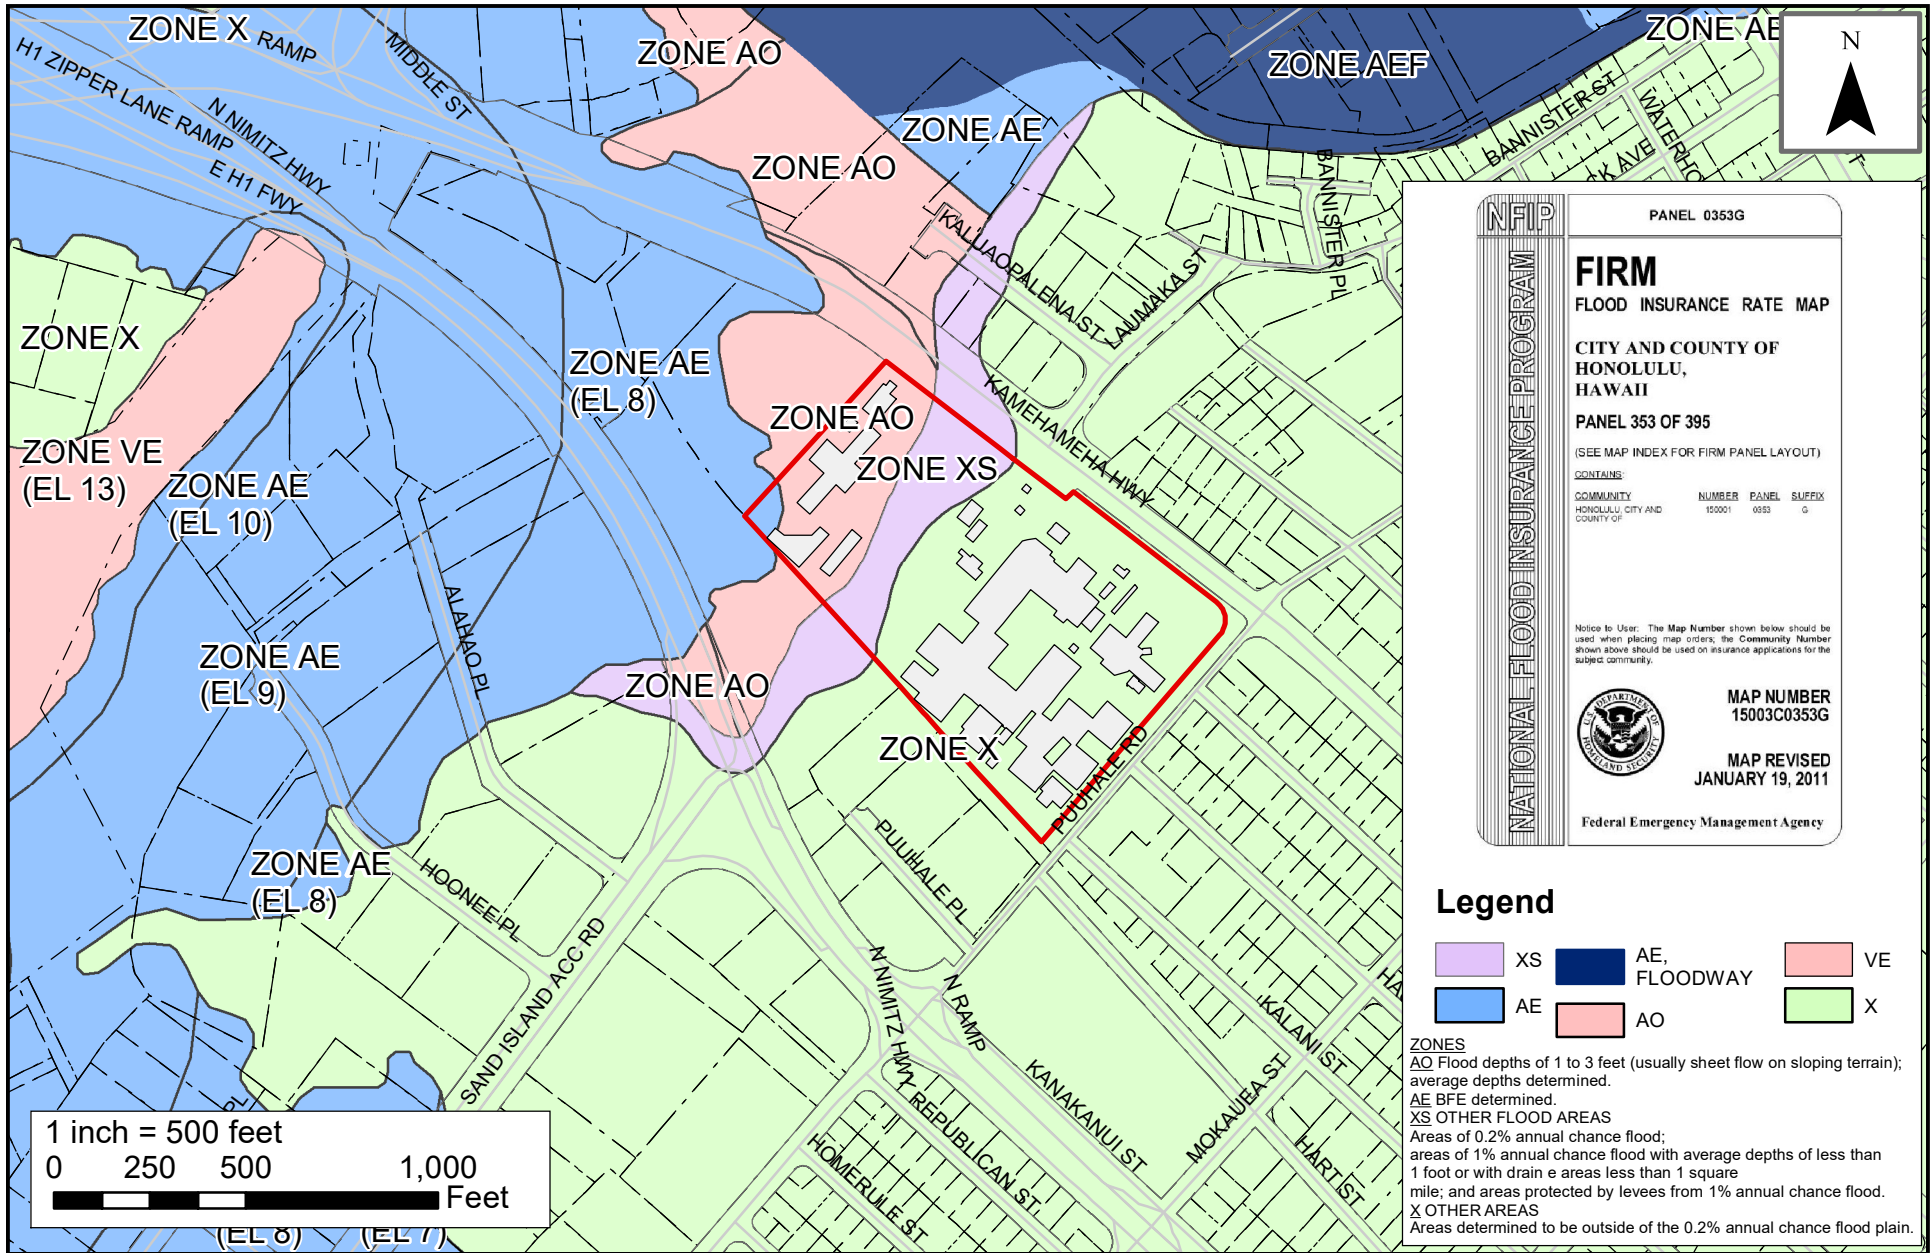 ZONE X
RAMP
H1 ZIPPER LANE RAMP
N NIMITZ HWY
E H1 FWY
MIDDLE ST
ZONE AO
ZONE AEF
ZONE AE
N
ZONE AE
ZONE AO
BANNISTER ST
WATERHO
CK AVE
BANNISTER PL
KALUAOPALENA ST
LAUMAKA ST
ZONE X
ZONE AE
(EL 8)
ZONE AO
KAMEHAMEHA HWY
ZONE XS
ZONE VE
(EL 13)
ZONE AE
(EL 10)
ALAHAO PL
ZONE AE
(EL 9)
ZONE AO
ZONE X
PUUHALE RD
ZONE AE
(EL 8)
HOONEE PL
PUUHALE PL
SAND ISLAND ACC RD
N NIMITZ HWY
N RAMP
KALANI ST
HA
KANAKANUI ST
MOKAUEA ST
HART ST
REPUBLICAN ST
HOMERULE ST
PL
(EL 8)
(EL 7)
1 inch = 500 feet
0 250 500 1,000
Feet
NFIP
NATIONAL FLOOD INSURANCE PROGRAM
PANEL 0353G
FIRM
FLOOD INSURANCE RATE MAP
CITY AND COUNTY OF
HONOLULU,
HAWAII
PANEL 353 OF 395
(SEE MAP INDEX FOR FIRM PANEL LAYOUT)
CONTAINS:
COMMUNITY NUMBER PANEL SUFFIX
HONOLULU, CITY AND 150001 0353 G
COUNTY OF
Notice to User: The Map Number shown below should be
used when placing map orders; the Community Number
shown above should be used on insurance applications for the
subject community.
U.S. DEPARTMENT OF
HOMELAND SECURITY
MAP NUMBER
15003C0353G
MAP REVISED
JANUARY 19, 2011
Federal Emergency Management Agency
Legend
XS
AE,
FLOODWAY
VE
AE
AO
X
ZONES
AO Flood depths of 1 to 3 feet (usually sheet flow on sloping terrain);
average depths determined.
AE BFE determined.
XS OTHER FLOOD AREAS
Areas of 0.2% annual chance flood;
areas of 1% annual chance flood with average depths of less than
1 foot or with drain e areas less than 1 square
mile; and areas protected by levees from 1% annual chance flood.
X OTHER AREAS
Areas determined to be outside of the 0.2% annual chance flood plain.